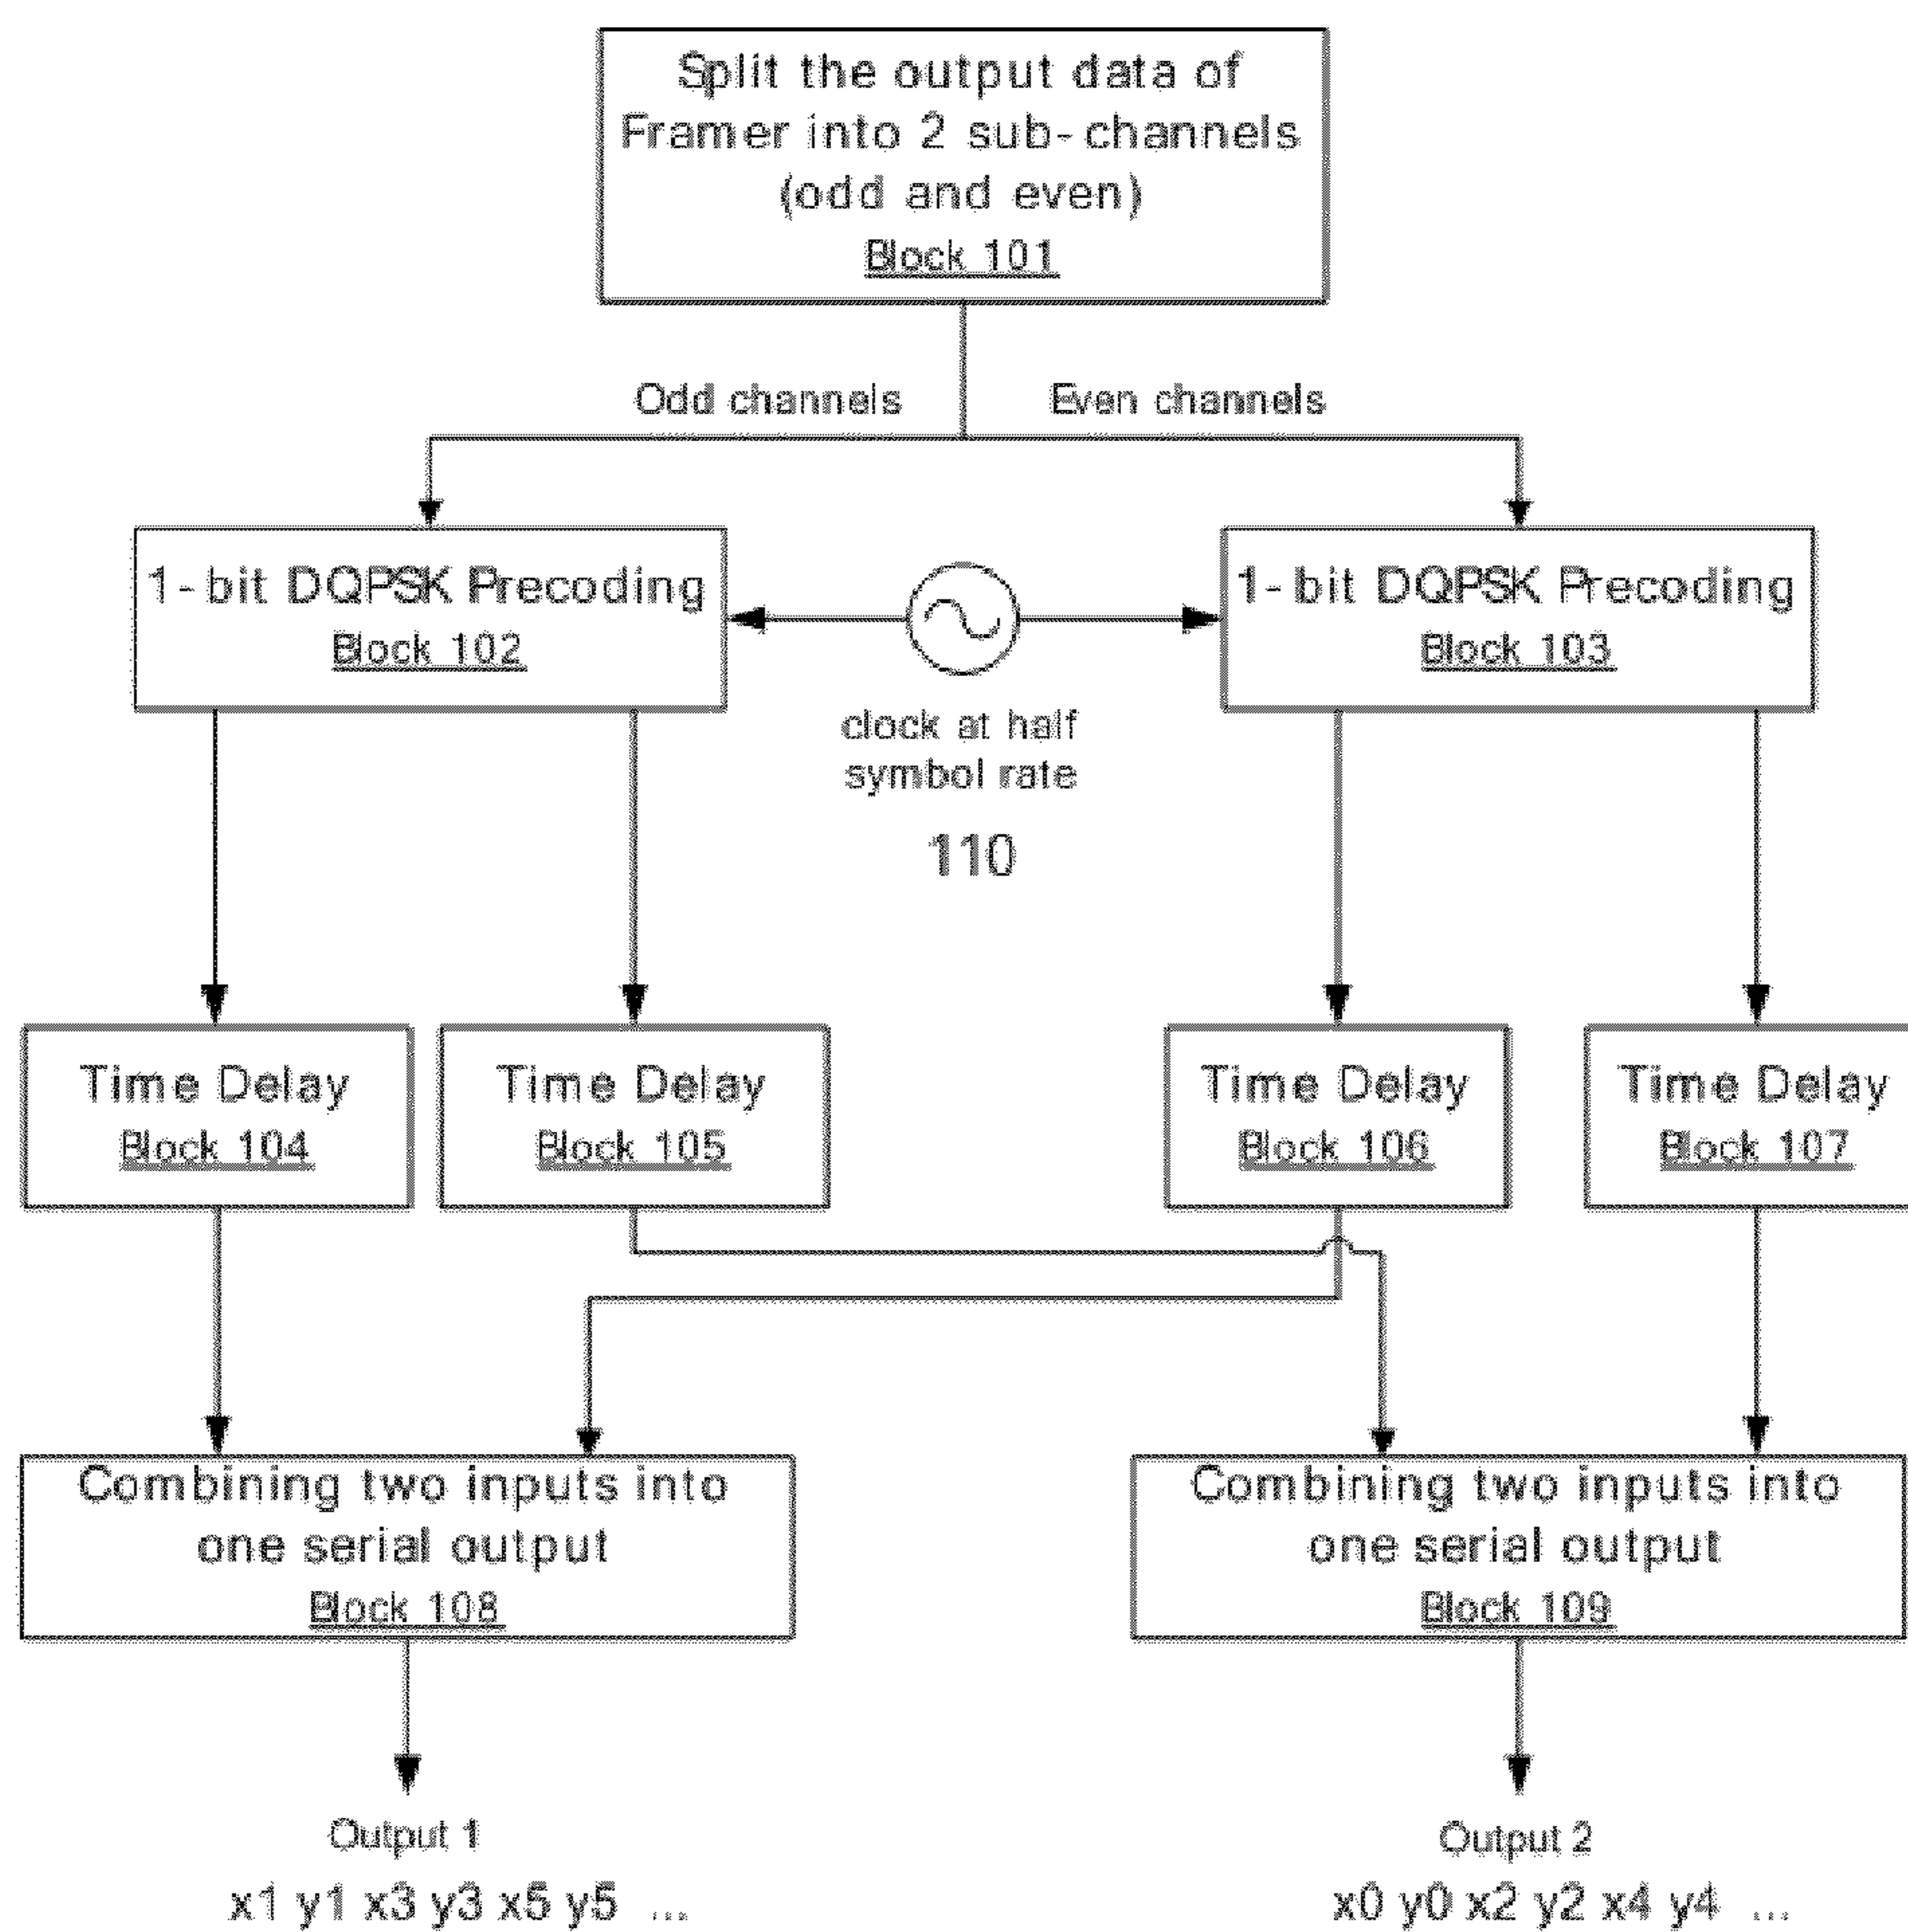 Split the output data of
Framer into 2 sub-channels
(odd and even)
Block 101
Odd channels
Even channels
1-bit DQPSK Precoding
Block 102
1-bit DQPSK Precoding
Block 103
clock at half
symbol rate
110
Time Delay
Block 104
Time Delay
Block 105
Time Delay
Block 106
Time Delay
Block 107
Combining two inputs into
one serial output
Block 108
Combining two inputs into
one serial output
Block 109
Output 1
x1 y1 x3 y3 x5 y5 ...
Output 2
x0 y0 x2 y2 x4 y4 ...